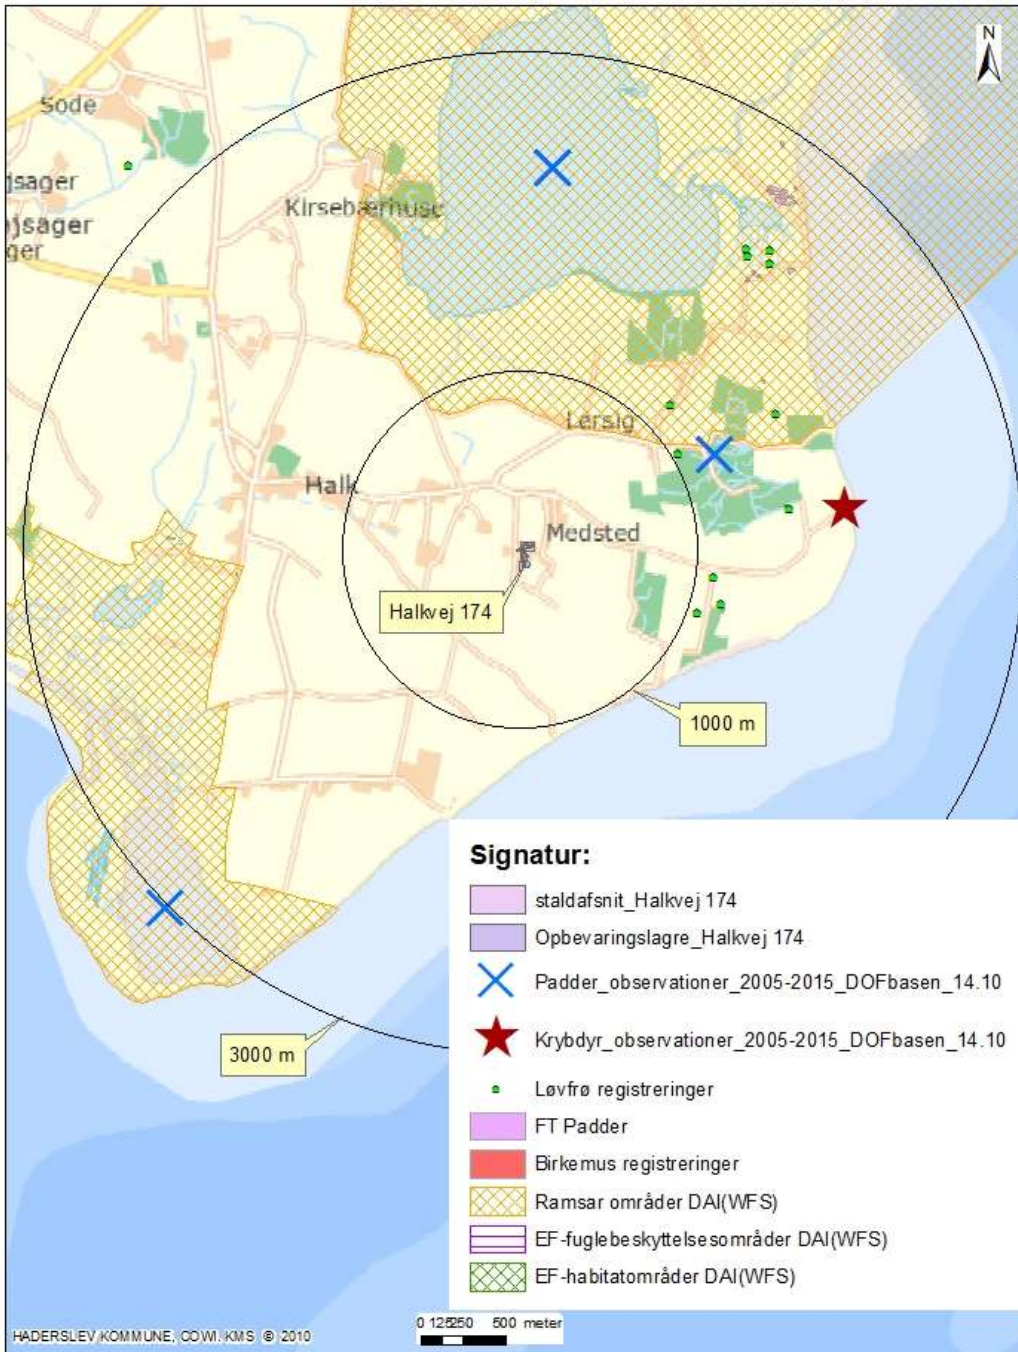 N
Sode
jsager
ojsager
ger
Kirsebærhuse
Lersig
Halk
Medsted
Halkvej 174
1000 m
3000 m
Signatur:
staldafsnit_Halkvej 174
Opbevaringslagre_Halkvej 174
Padder_observationer_2005-2015_DOFbasen_14.10
Krybdyr_observationer_2005-2015_DOFbasen_14.10
Løvfrø registreringer
FT Padder
Birkemus registreringer
Ramsar områder DAI(WFS)
EF-fuglebeskyttelsesområder DAI(WFS)
EF-habitatområder DAI(WFS)
0 125250 500 meter
HADERSLEV KOMMUNE, COWI. KMS © 2010